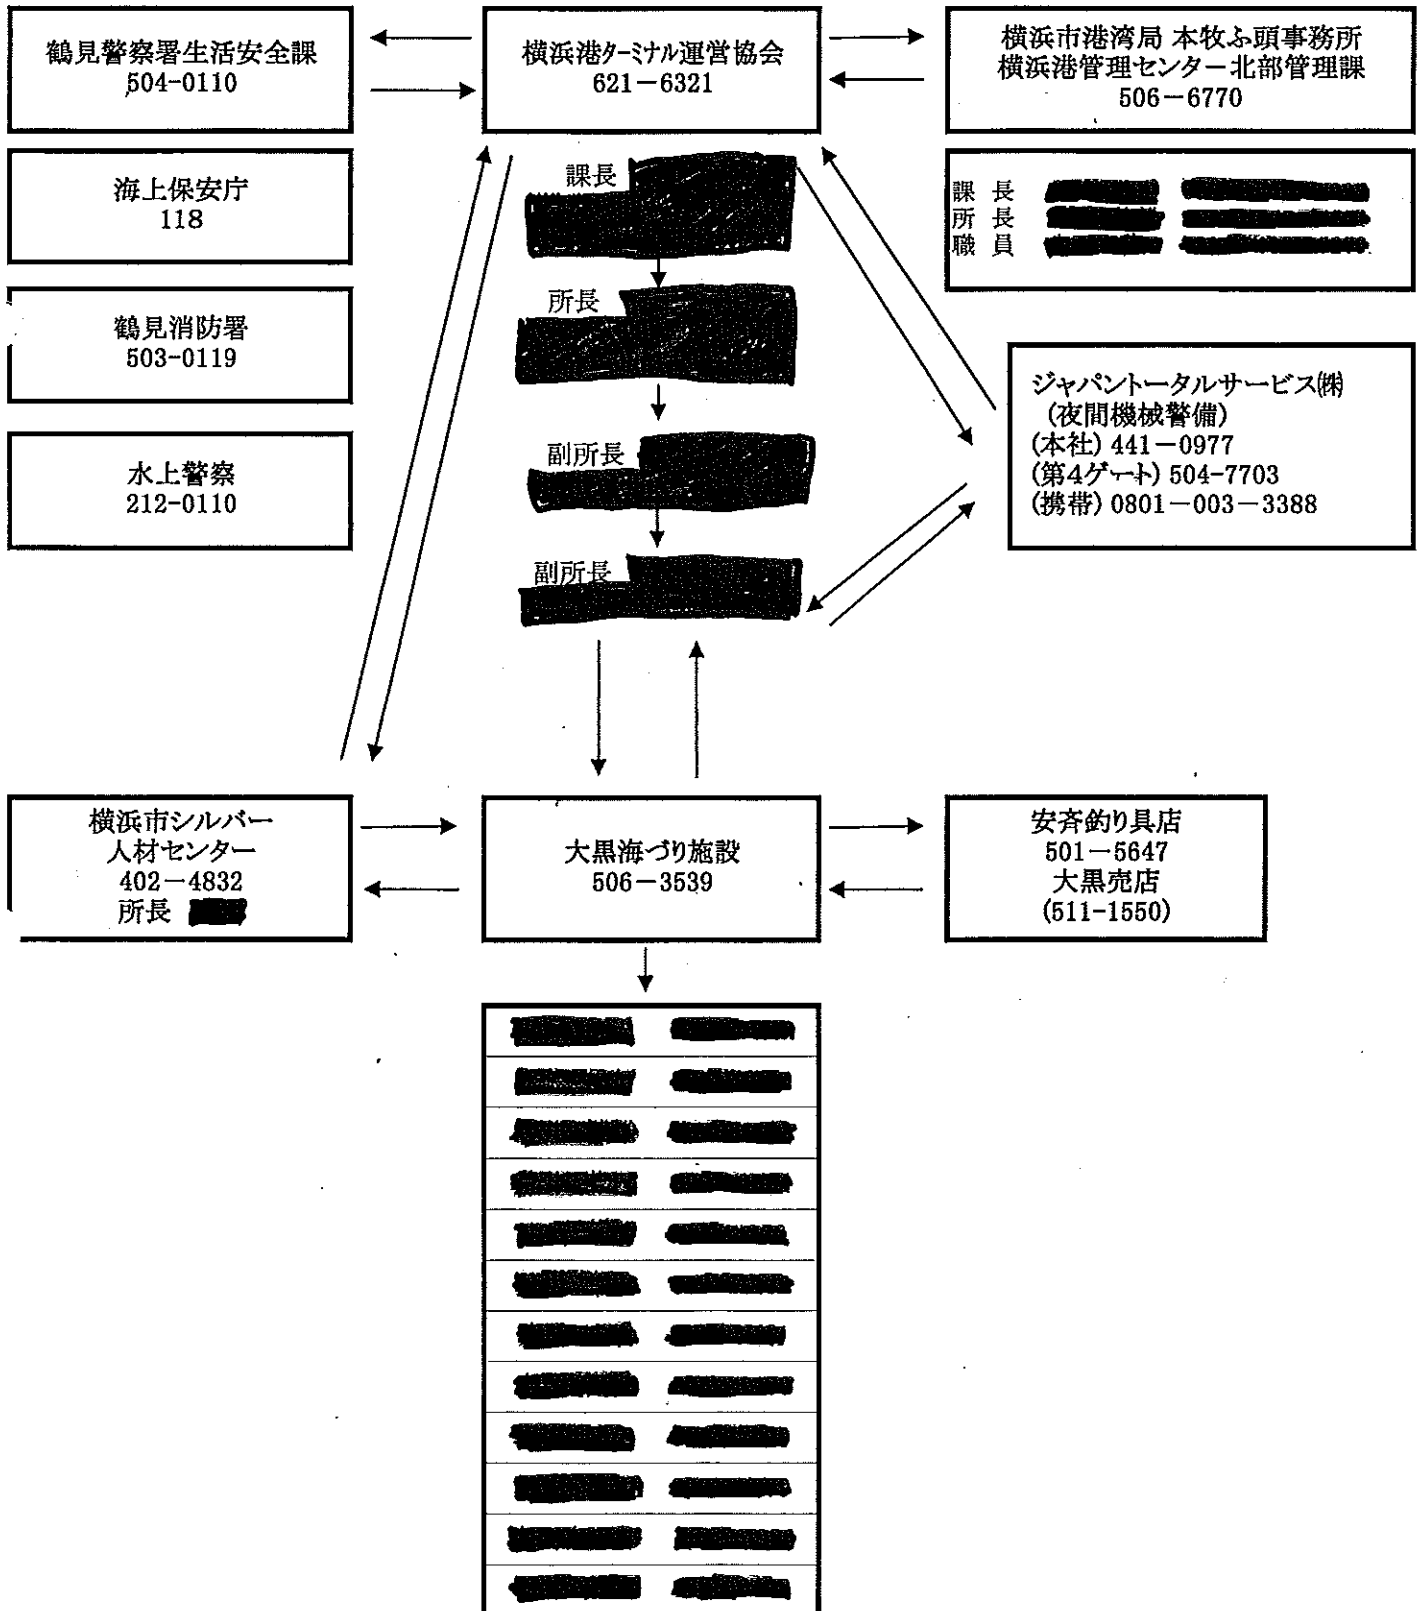 鶴見警察署生活安全課
504-0110
横浜港ターミナル運営協会
621－6321
横浜市港湾局 本牧ふ頭事務所
横浜港管理センター北部管理課
506－6770
海上保安庁
118
課長
課 長
所 長
職 員
鶴見消防署
503-0119
所長
ジャパントータルサービス㈱
(夜間機械警備)
(本社) 441－0977
(第4ゲート) 504-7703
(携帯) 0801－003－3388
水上警察
212-0110
副所長
副所長
横浜市シルバー
人材センター
402－4832
所長
大黒海づり施設
506－3539
安斉釣り具店
501－5647
大黒売店
(511-1550)